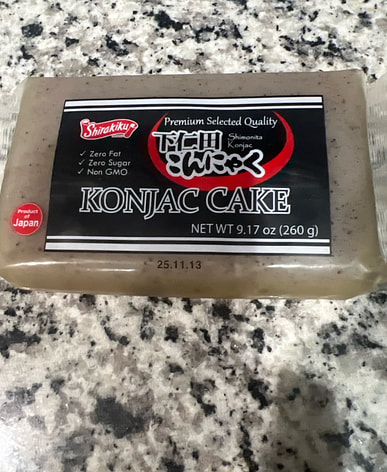 Shirakiku
Premium Selected Quality
✓ Zero Fat
✓ Zero Sugar
✓ Non GMO
下仁田
こんにゃく
Shimonita
Konjac
KONJAC CAKE
NET WT 9.17 oz (260 g)
Product
of
Japan
25.11.13